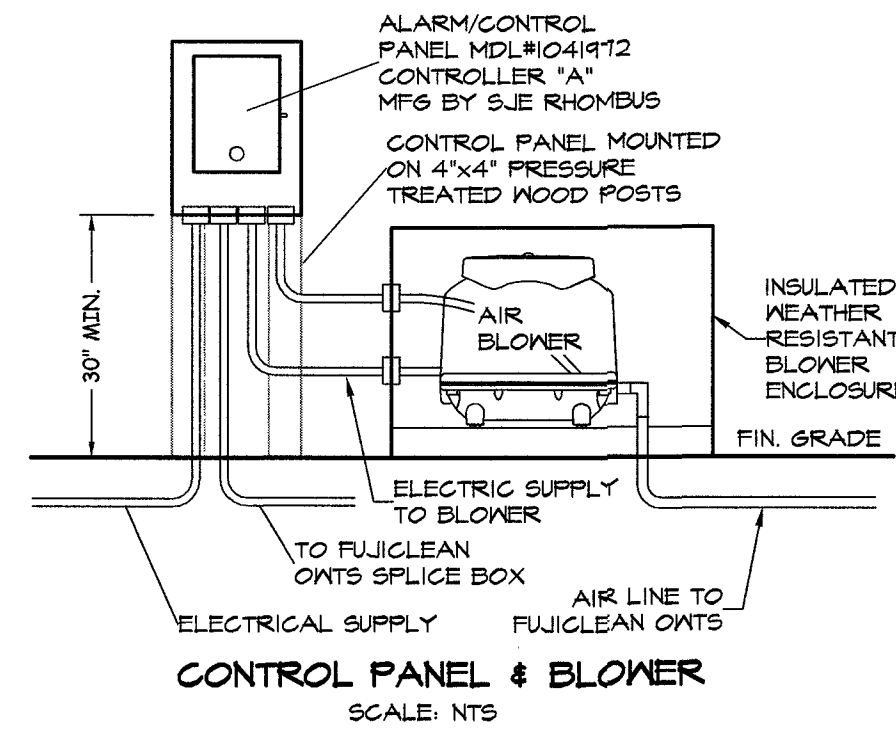 ALARM/CONTROL
PANEL MDL#1041972
CONTROLLER "A"
MFG BY SJE RHOMBUS
CONTROL PANEL MOUNTED
ON 4"x4" PRESSURE
TREATED WOOD POSTS
30" MIN.
AIR
BLOWER
INSULATED
WEATHER
RESISTANT
BLOWER
ENCLOSURE
FIN. GRADE
ELECTRIC SUPPLY
TO BLOWER
TO FUJICLEAN
OWTS SPLICE BOX
AIR LINE TO
FUJICLEAN OWTS
ELECTRICAL SUPPLY
CONTROL PANEL & BLOWER
SCALE: NTS